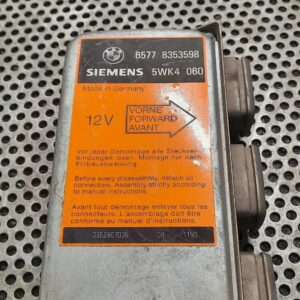 6577 8353598
SIEMENS 5WK4 060
Made in Germany
12V
VORNE
FORWARD
AVANT
Vor jeder Demontage alle Steckver-
bindungen lösen. Montage nur nach
Einbauanweisung.
Before every disassembly, detach all
connectors. Assembly strictly according
to manual instructions.
Avant tout démontage enlever tous les
connecteurs. L'assemblage doit être
conforme au manuel d'instructions.